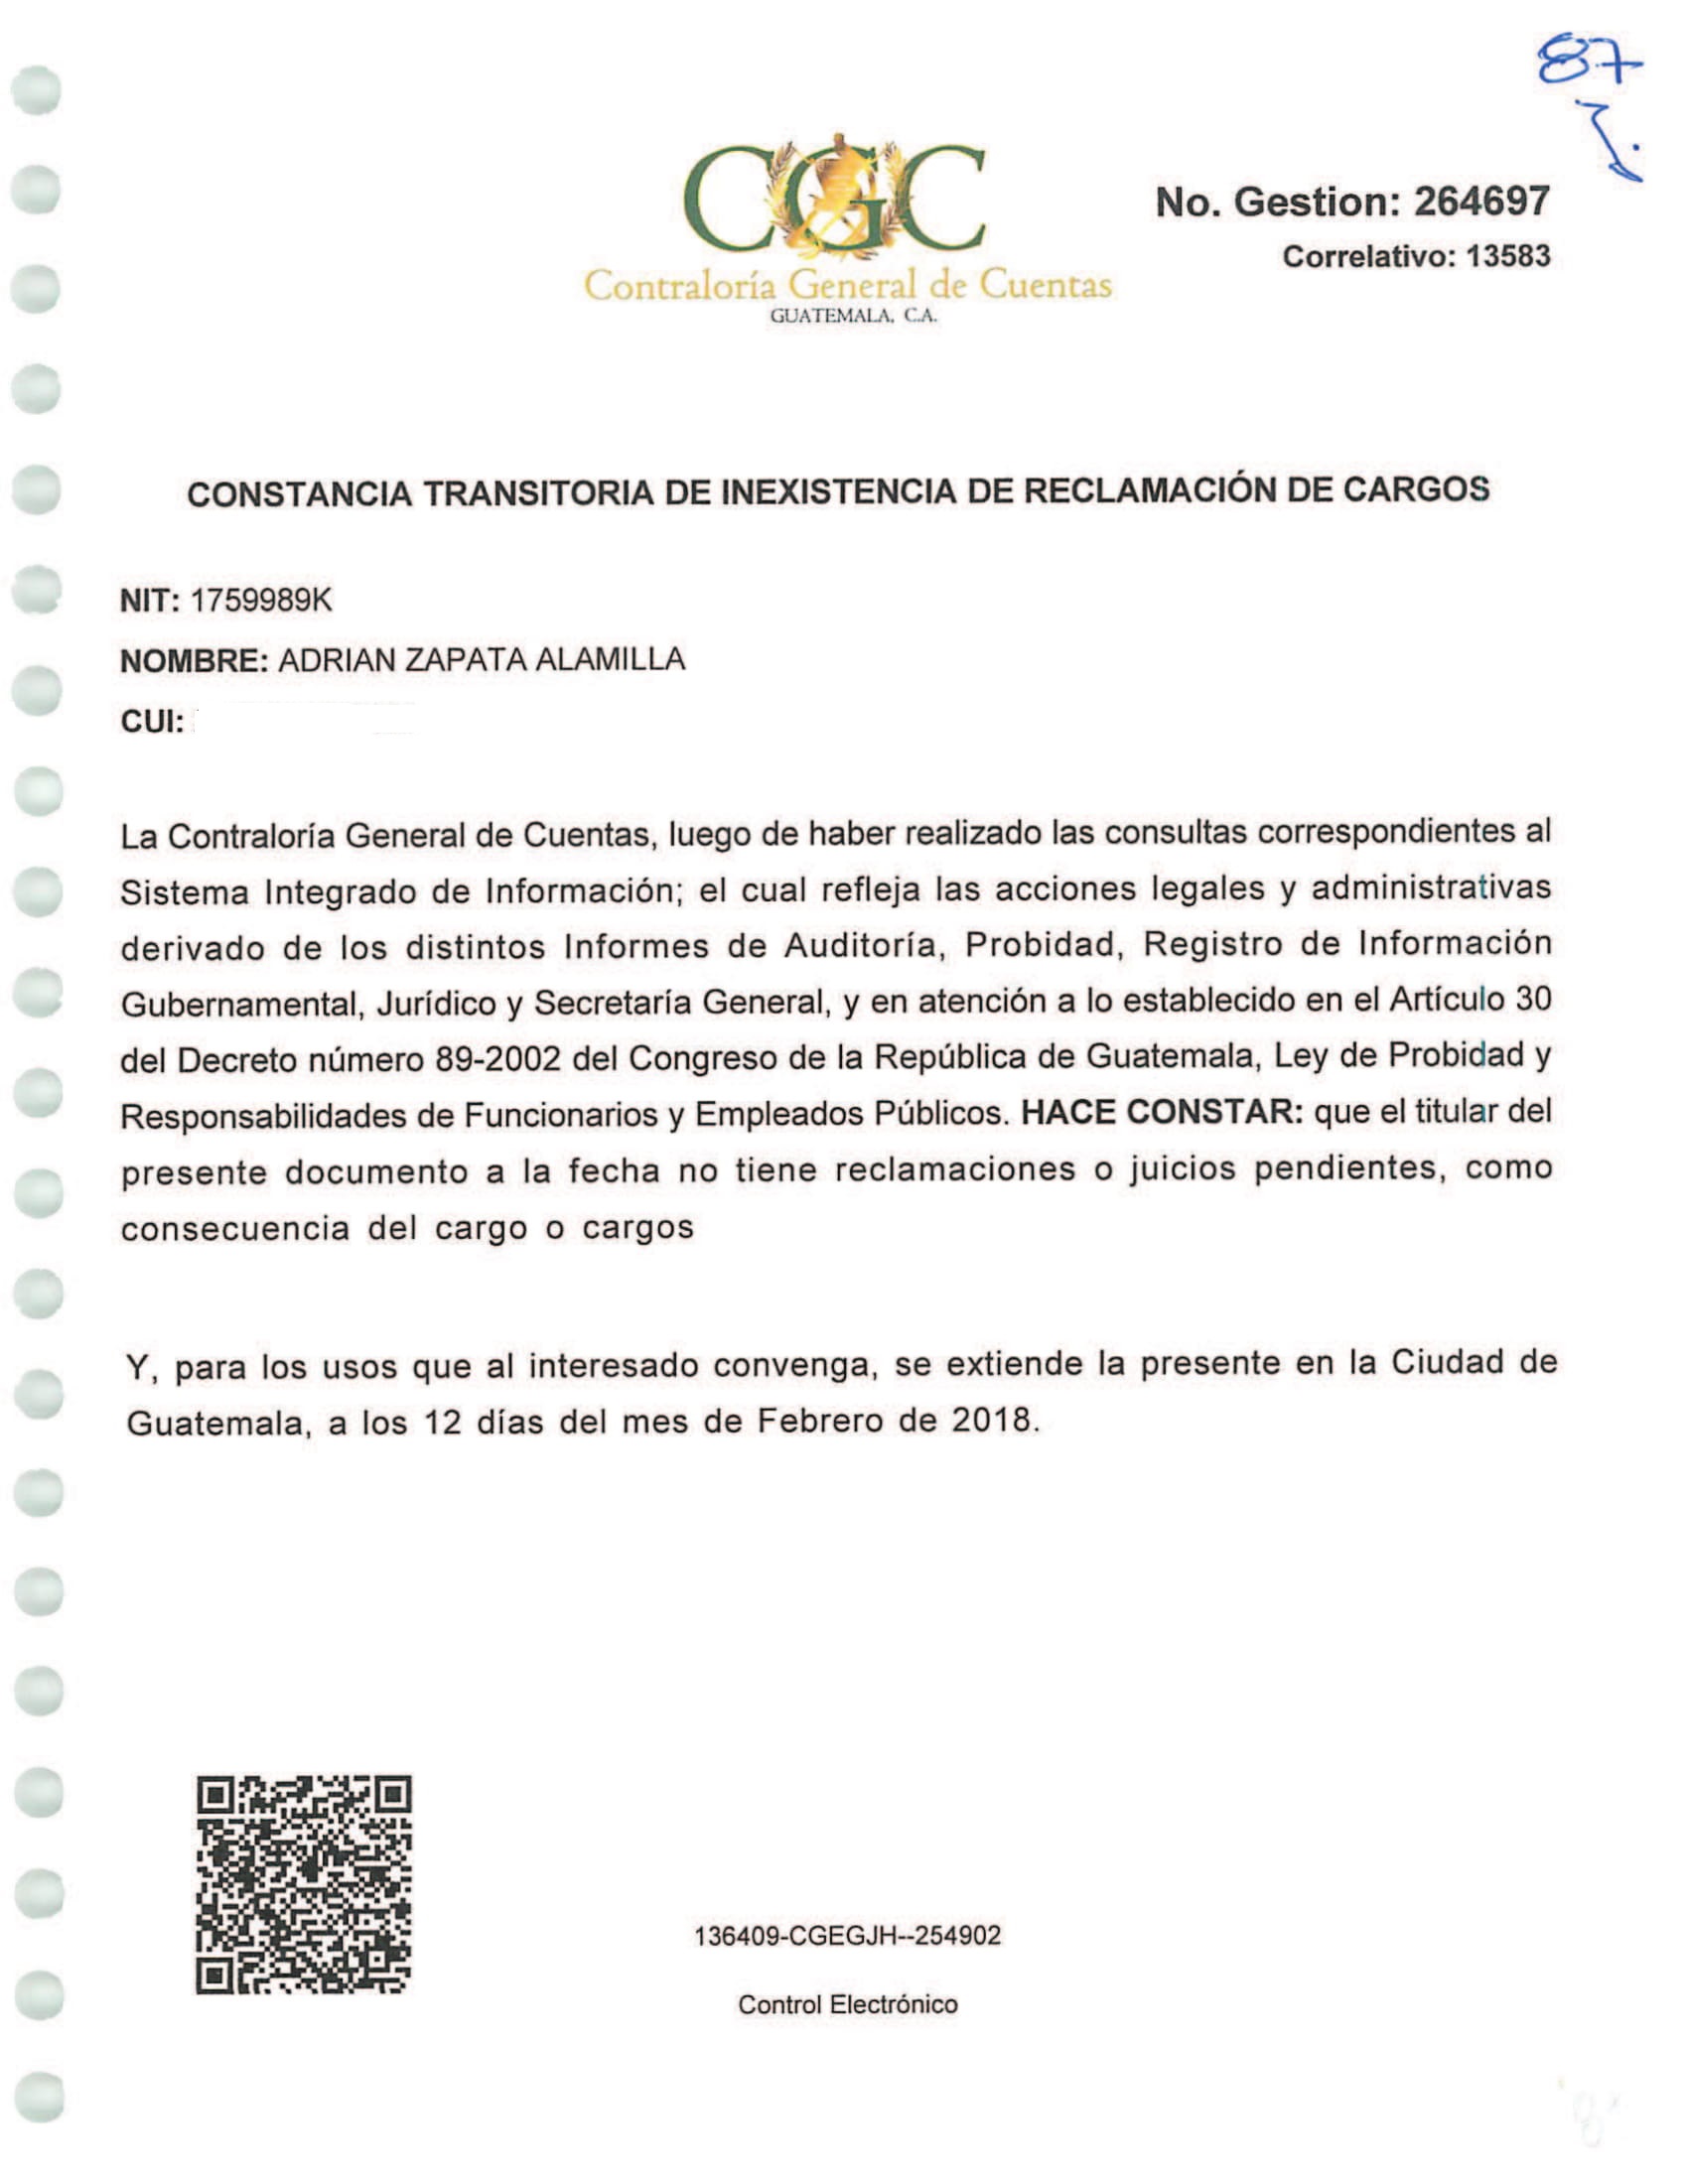 87
CGC
No. Gestion: 264697
Correlativo: 13583
Contraloría General de Cuentas
GUATEMALA, C.A.
CONSTANCIA TRANSITORIA DE INEXISTENCIA DE RECLAMACIÓN DE CARGOS
NIT: 1759989K
NOMBRE: ADRIAN ZAPATA ALAMILLA
CUI:
La Contraloría General de Cuentas, luego de haber realizado las consultas correspondientes al
Sistema Integrado de Información; el cual refleja las acciones legales y administrativas
derivado de los distintos Informes de Auditoría, Probidad, Registro de Información
Gubernamental, Jurídico y Secretaría General, y en atención a lo establecido en el Artículo 30
del Decreto número 89-2002 del Congreso de la República de Guatemala, Ley de Probidad y
Responsabilidades de Funcionarios y Empleados Públicos. HACE CONSTAR: que el titular del
presente documento a la fecha no tiene reclamaciones o juicios pendientes, como
consecuencia del cargo o cargos
Y, para los usos que al interesado convenga, se extiende la presente en la Ciudad de
Guatemala, a los 12 días del mes de Febrero de 2018.
136409-CGEGJH--254902
Control Electrónico